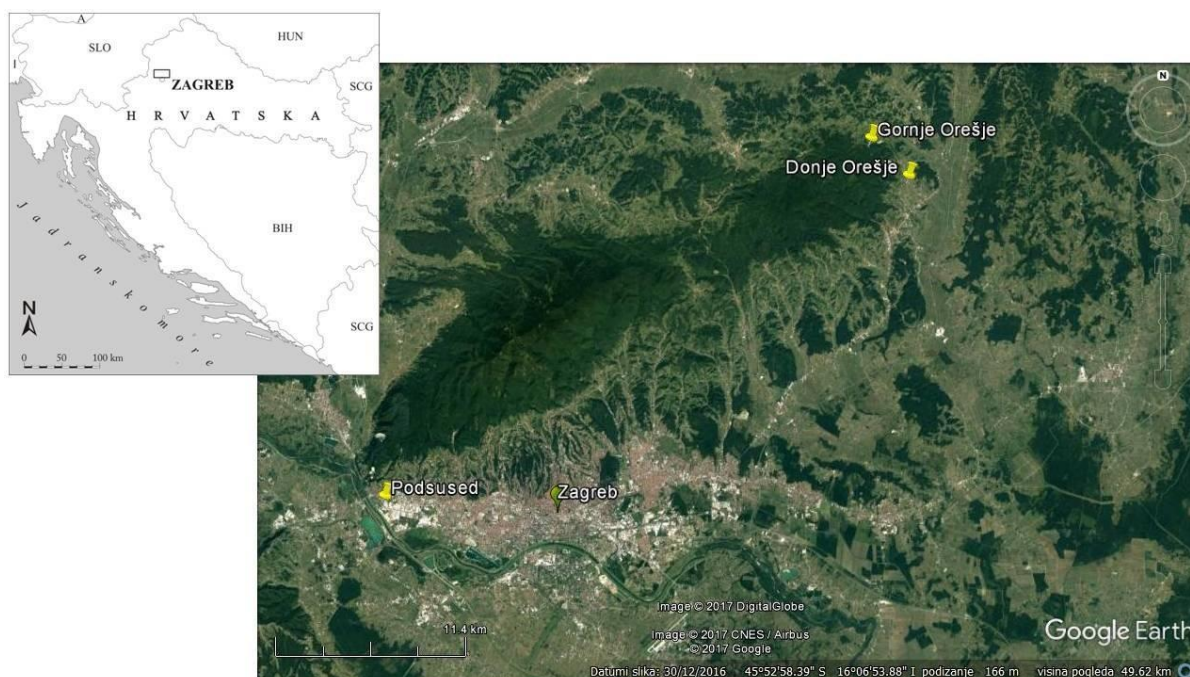 A
SLO
HUN
I
ZAGREB
SCG
H R V A T S K A
BIH
Jadransko more
SCG
N
0 50 100 km
N
Gornje Orešje
Donje Orešje
Podsused
Zagreb
11.4 km
Image © 2017 DigitalGlobe
Image © 2017 CNES / Airbus
© 2017 Google
Google Earth
Datumi slika: 30/12/2016 45°52'58.39" S 16°06'53.88" I podizanje 166 m visina pogleda 49.62 km